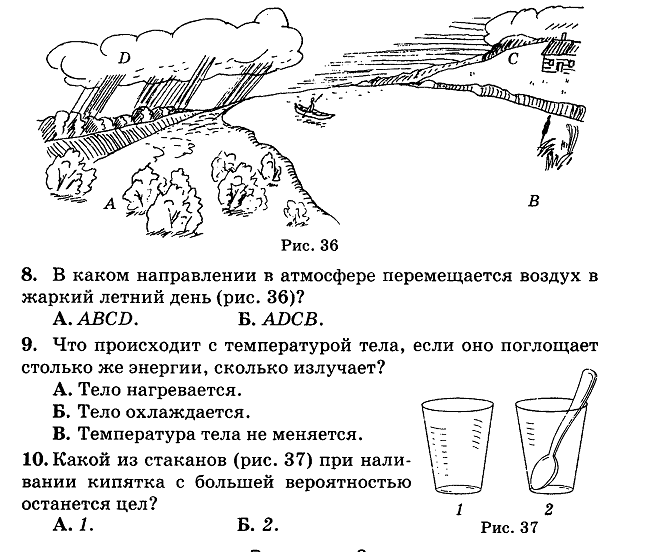 D
C
A
B
Рис. 36
8. В каком направлении в атмосфере перемещается воздух в
жаркий летний день (рис. 36)?
А. ABCD. Б. ADCB.
9. Что происходит с температурой тела, если оно поглощает
столько же энергии, сколько излучает?
А. Тело нагревается.
Б. Тело охлаждается.
В. Температура тела не меняется.
10. Какой из стаканов (рис. 37) при нали-
вании кипятка с большей вероятностью
останется цел?
А. 1. Б. 2.
1 2
Рис. 37